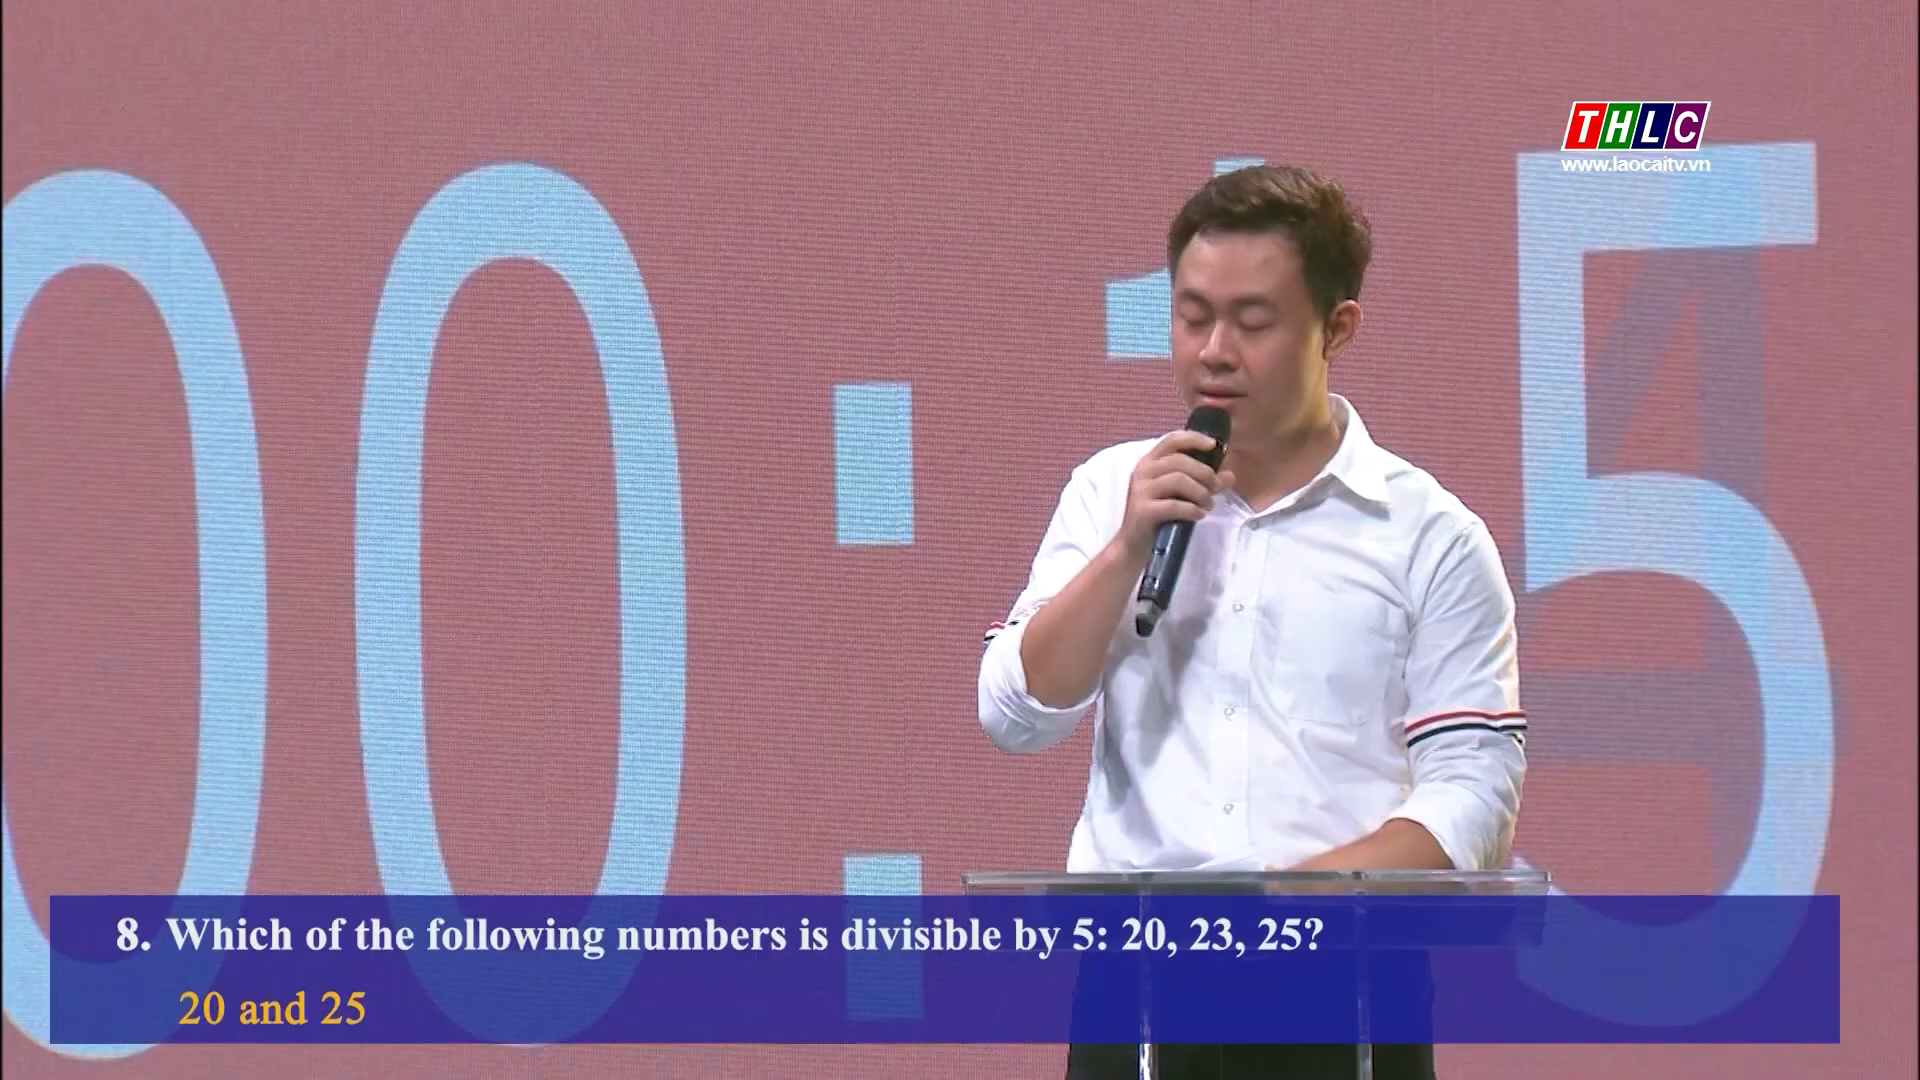 THLC
www.laocaitv.vn
00:15
8. Which of the following numbers is divisible by 5: 20, 23, 25?
20 and 25